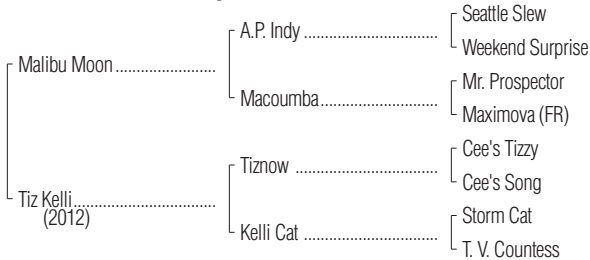 Seattle Slew
A.P. Indy
Weekend Surprise
Malibu Moon
Mr. Prospector
Macoumba
Maximova (FR)
Cee's Tizzy
Tiznow
Cee's Song
Tiz Kelli
(2012)
Storm Cat
Kelli Cat
T. V. Countess